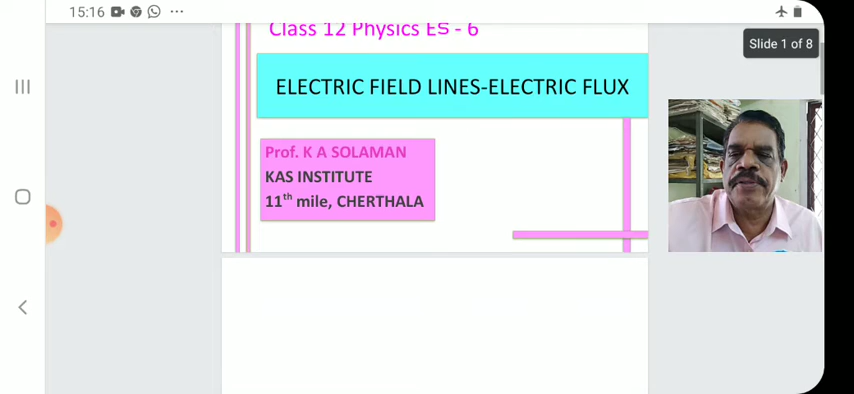 15:16
Class 12 Physics ES - 6
Slide 1 of 8
ELECTRIC FIELD LINES-ELECTRIC FLUX
Prof. K A SOLAMAN
KAS INSTITUTE
11th mile, CHERTHALA